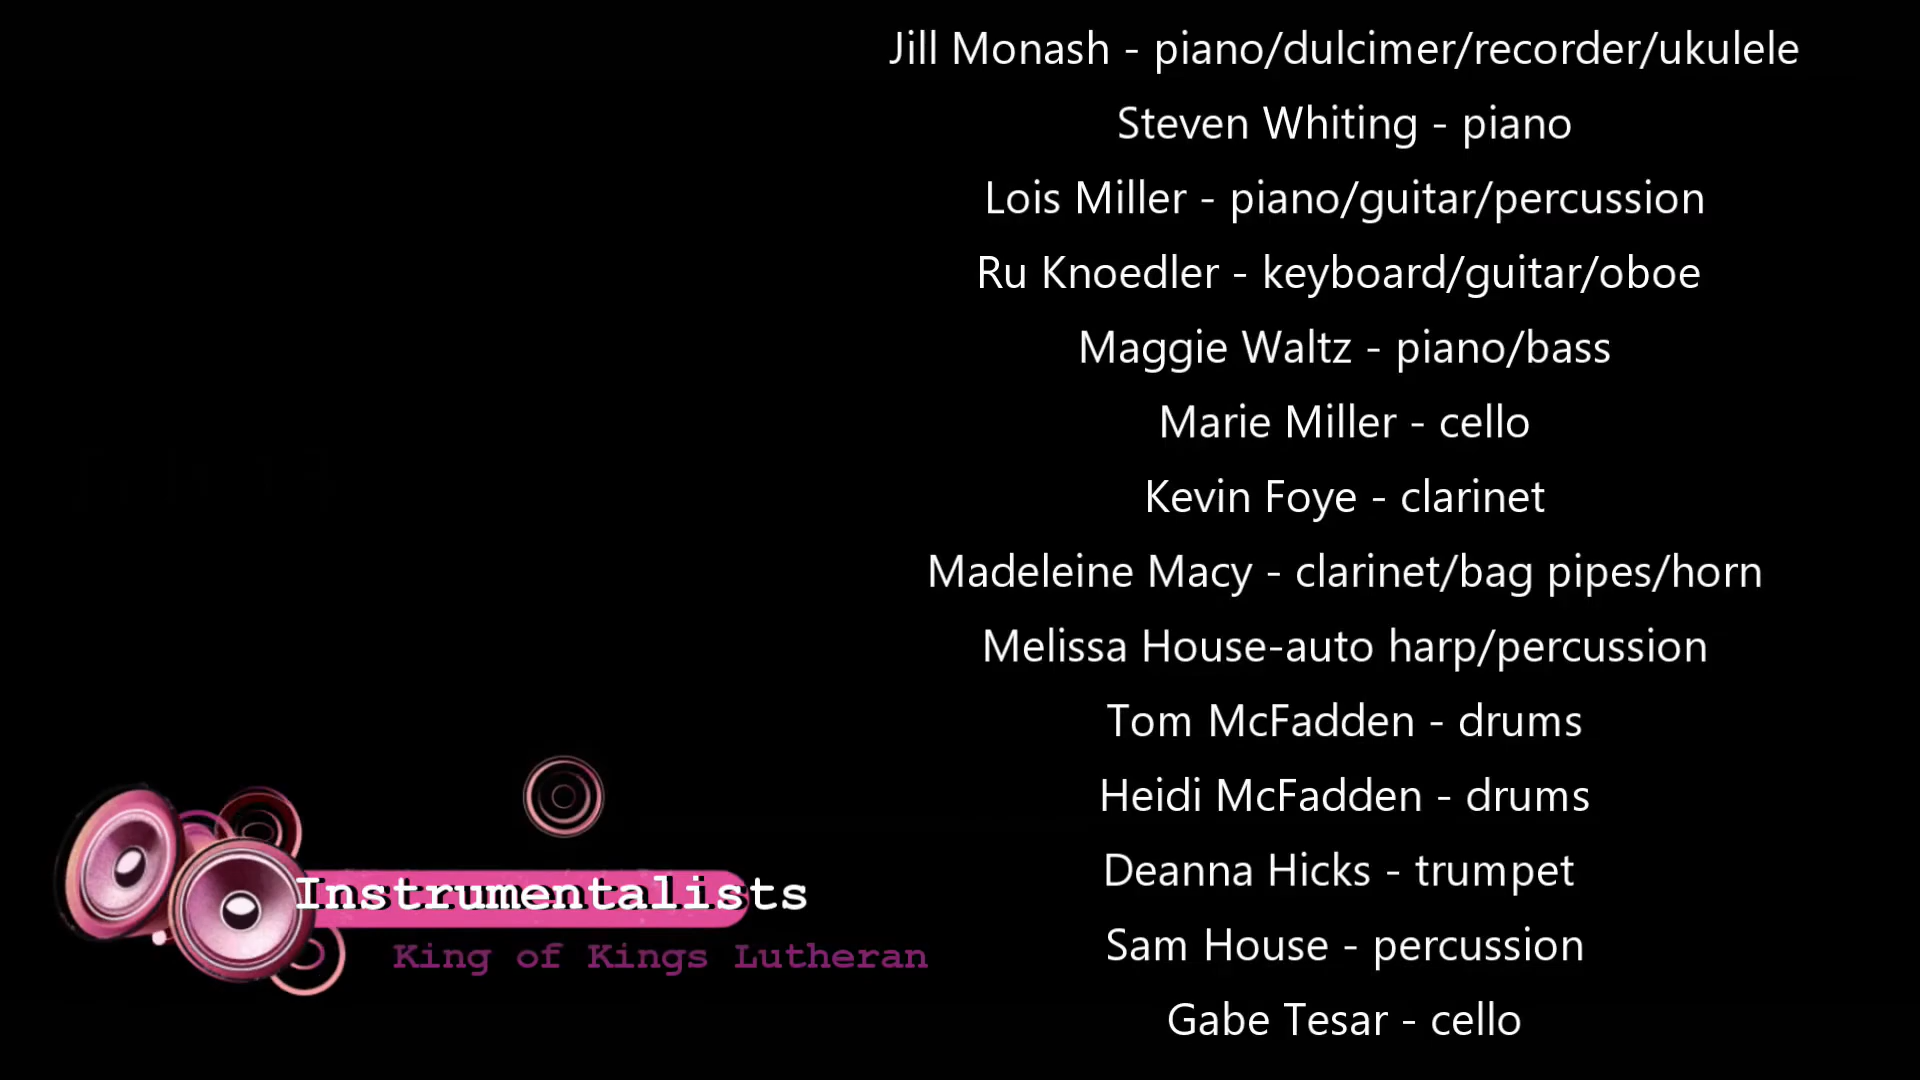 Jill Monash - piano/dulcimer/recorder/ukulele
Steven Whiting - piano
Lois Miller - piano/guitar/percussion
Ru Knoedler - keyboard/guitar/oboe
Maggie Waltz - piano/bass
Marie Miller - cello
Kevin Foye - clarinet
Madeleine Macy - clarinet/bag pipes/horn
Melissa House-auto harp/percussion
Tom McFadden - drums
Heidi McFadden - drums
Deanna Hicks - trumpet
Sam House - percussion
Gabe Tesar - cello
Instrumentalists
King of Kings Lutheran